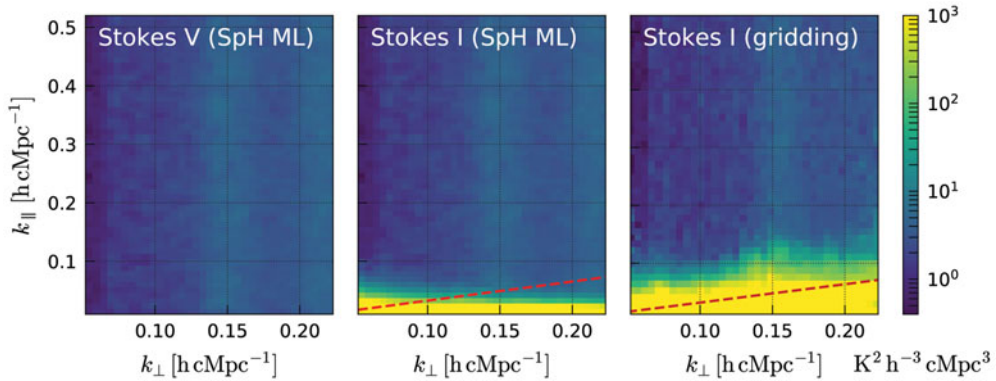 Stokes V (SpH ML)
Stokes I (SpH ML)
Stokes I (gridding)
0.5
0.4
0.3
0.2
0.1
k∥ [h cMpc⁻¹]
0.10 0.15 0.20
0.10 0.15 0.20
0.10 0.15 0.20
k⊥ [h cMpc⁻¹]
k⊥ [h cMpc⁻¹]
k⊥ [h cMpc⁻¹]
10³
10²
10¹
10⁰
K² h⁻³ cMpc³